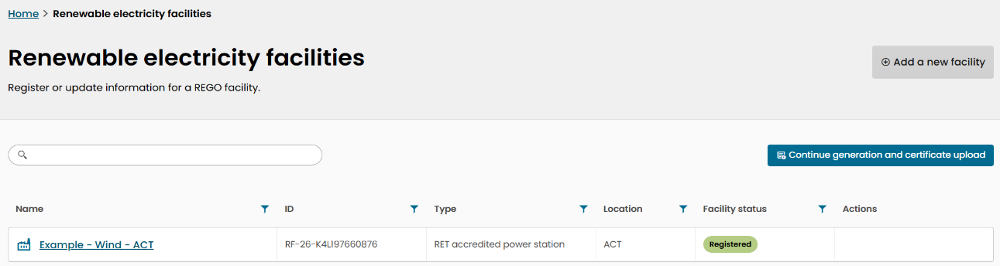 Home > Renewable electricity facilities
Renewable electricity facilities
Add a new facility
Register or update information for a REGO facility.
Continue generation and certificate upload
Name ID Type Location Facility status Actions
Example - Wind - ACT RF-26-K4L197660876 RET accredited power station ACT Registered